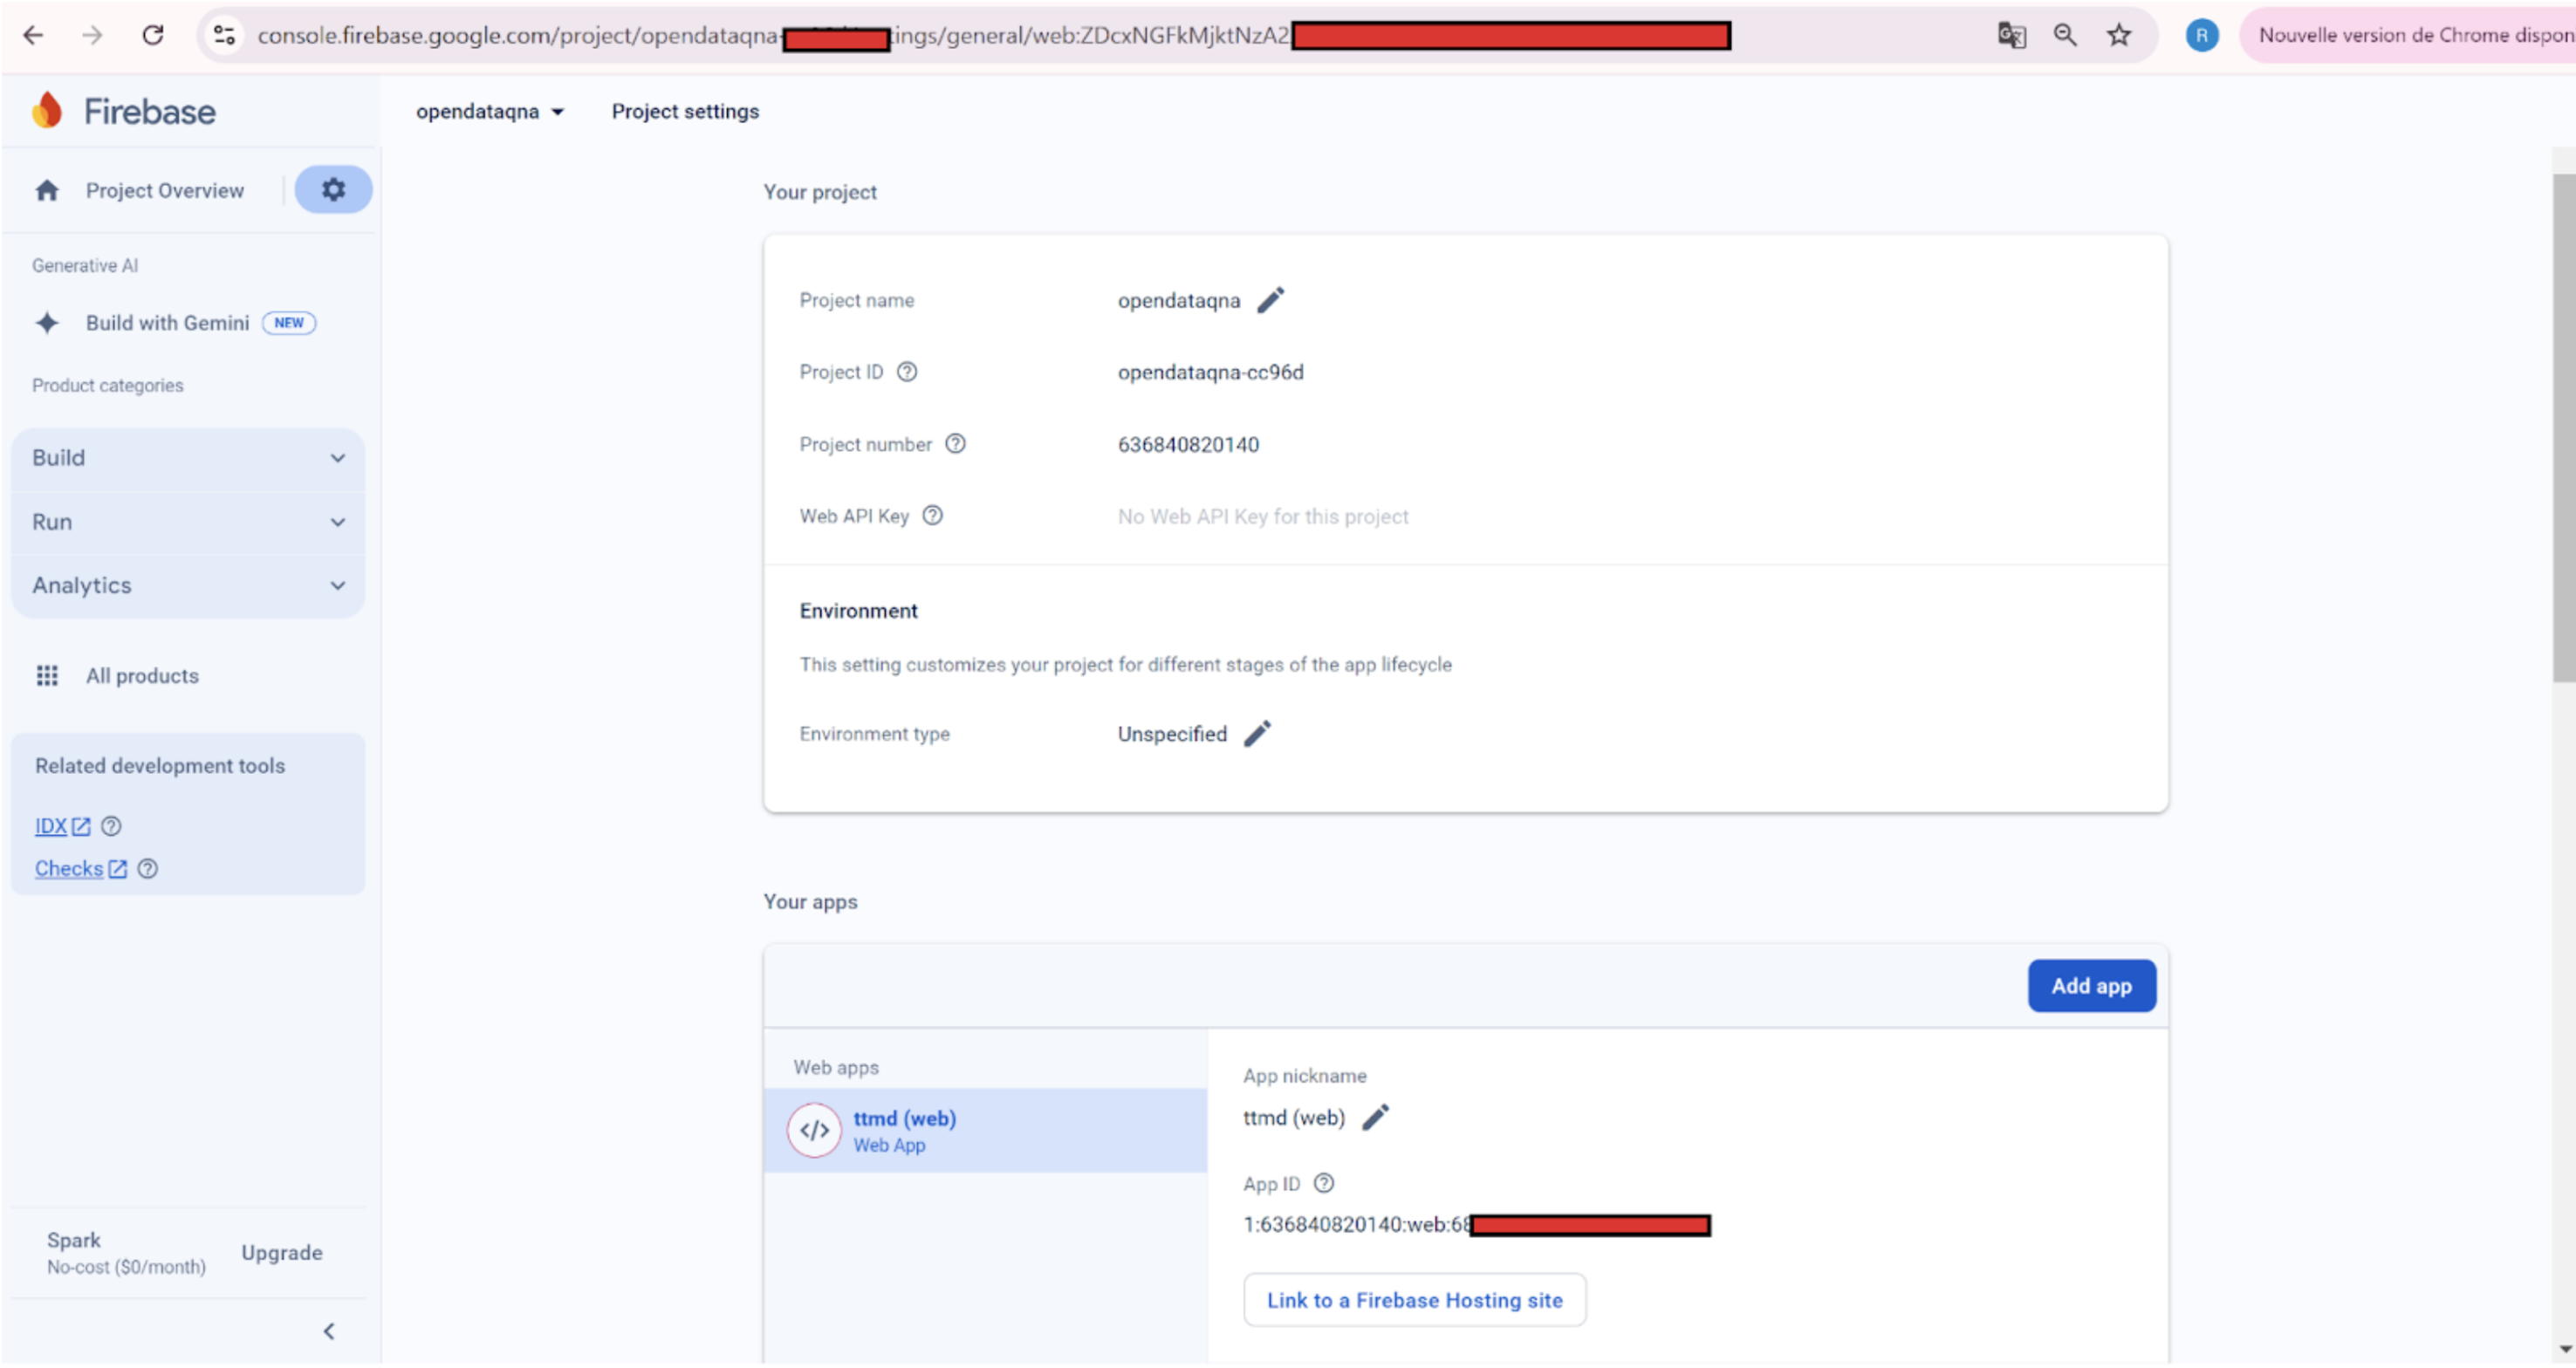 console.firebase.google.com/project/opendataqna- ings/general/web:ZDcxNGFkMjktNzA2
R
Nouvelle version de Chrome dispon
Firebase
opendataqna
Project settings
Project Overview
Your project
Generative AI
Build with Gemini NEW
Product categories
Build
Run
Analytics
All products
Related development tools
IDX
Checks
Spark
No-cost ($0/month)
Upgrade
Project name opendataqna
Project ID opendataqna-cc96d
Project number 636840820140
Web API Key No Web API Key for this project
Environment
This setting customizes your project for different stages of the app lifecycle
Environment type Unspecified
Your apps
Add app
Web apps
ttmd (web)
Web App
App nickname
ttmd (web)
App ID
1:636840820140:web:68
Link to a Firebase Hosting site